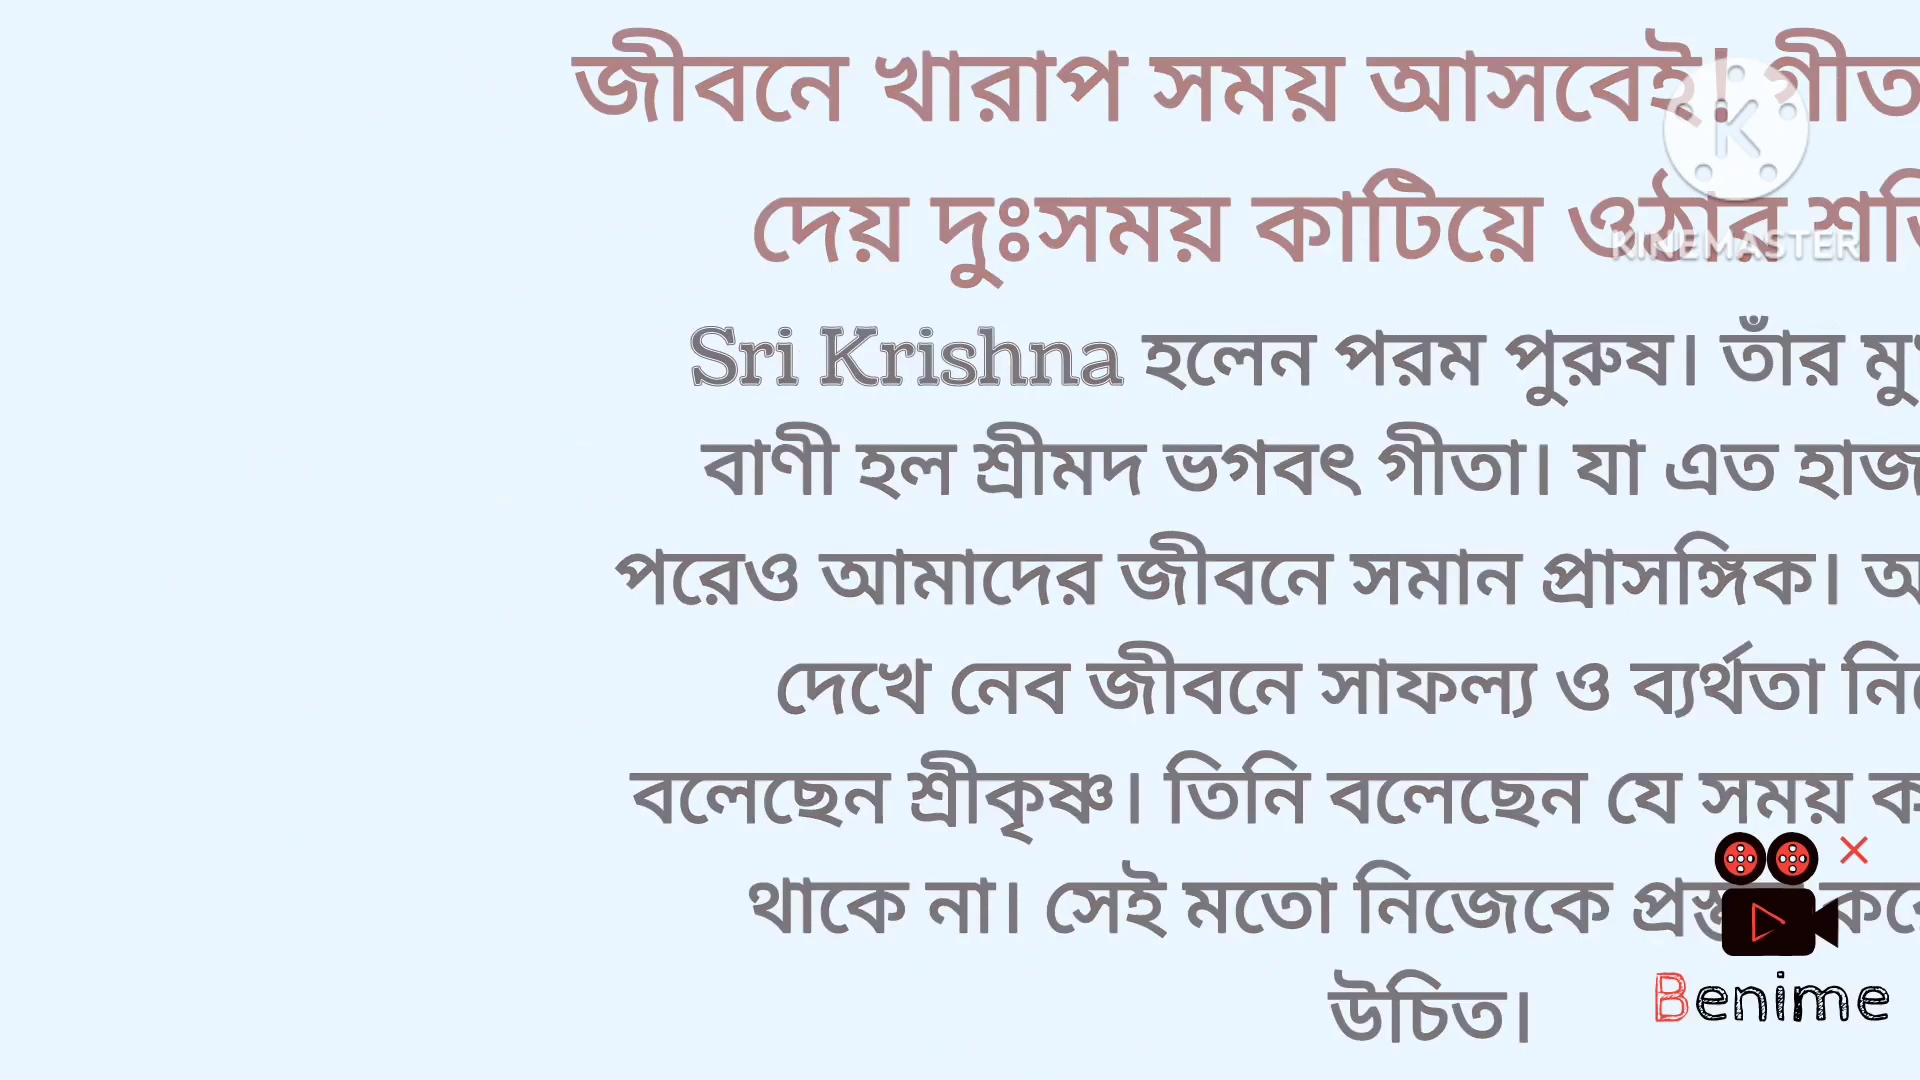 জীবনে খারাপ সময় আসবেই!
দেয় দুঃসময় কাটিয়ে ওঠার
Sri Krishna হলেন পরম পুরুষ। তাঁর
বাণী হল শ্রীমদ ভগবৎ গীতা। যা এত
পরেও আমাদের জীবনে সমান প্রাসঙ্গিক।
দেখে নেব জীবনে সাফল্য ও ব্যর্থতা
বলেছেন শ্রীকৃষ্ণ। তিনি বলেছেন যে সময়
থাকে না। সেই মতো নিজেকে
উচিত।
K
KINEMASTER
Benime